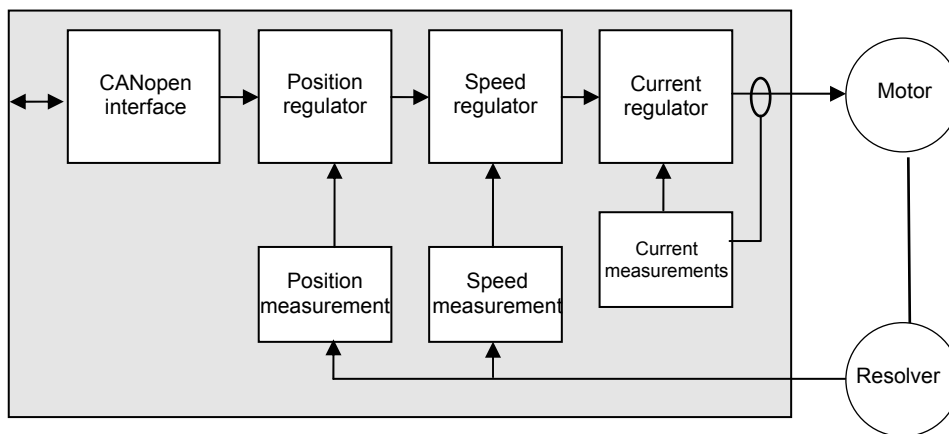 CANopen
interface
Position
regulator
Speed
regulator
Current
regulator
Motor
Position
measurement
Speed
measurement
Current
measurements
Resolver